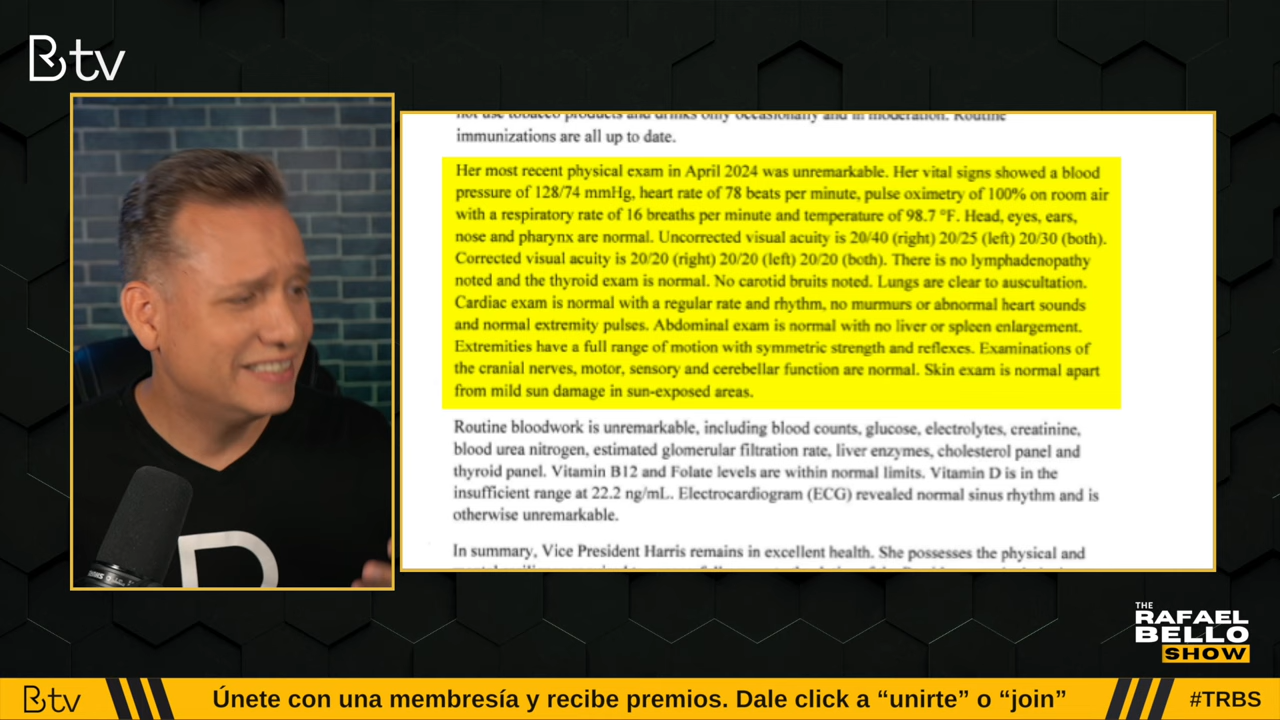 Btv
not use tobacco products and drinks only occasionally and in moderation. Routine
immunizations are all up to date.
Her most recent physical exam in April 2024 was unremarkable. Her vital signs showed a blood
pressure of 128/74 mmHg, heart rate of 78 beats per minute, pulse oximetry of 100% on room air
with a respiratory rate of 16 breaths per minute and temperature of 98.7 °F. Head, eyes, ears,
nose and pharynx are normal. Uncorrected visual acuity is 20/40 (right) 20/25 (left) 20/30 (both).
Corrected visual acuity is 20/20 (right) 20/20 (left) 20/20 (both). There is no lymphadenopathy
noted and the thyroid exam is normal. No carotid bruits noted. Lungs are clear to auscultation.
Cardiac exam is normal with a regular rate and rhythm, no murmurs or abnormal heart sounds
and normal extremity pulses. Abdominal exam is normal with no liver or spleen enlargement.
Extremities have a full range of motion with symmetric strength and reflexes. Examinations of
the cranial nerves, motor, sensory and cerebellar function are normal. Skin exam is normal apart
from mild sun damage in sun-exposed areas.
Routine bloodwork is unremarkable, including blood counts, glucose, electrolytes, creatinine,
blood urea nitrogen, estimated glomerular filtration rate, liver enzymes, cholesterol panel and
thyroid panel. Vitamin B12 and Folate levels are within normal limits. Vitamin D is in the
insufficient range at 22.2 ng/mL. Electrocardiogram (ECG) revealed normal sinus rhythm and is
otherwise unremarkable.
In summary, Vice President Harris remains in excellent health. She possesses the physical and
THE
RAFAEL
BELLO
SHOW
Btv
Únete con una membresía y recibe premios. Dale click a “unirte” o “join”
#TRBS